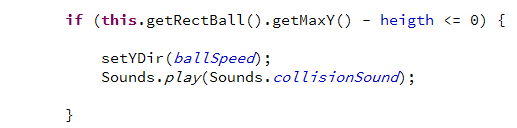 if (this.getRectBall().getMaxY() - heigth <= 0) {
setYDir(ballSpeed);
Sounds.play(Sounds.collisionSound);
}